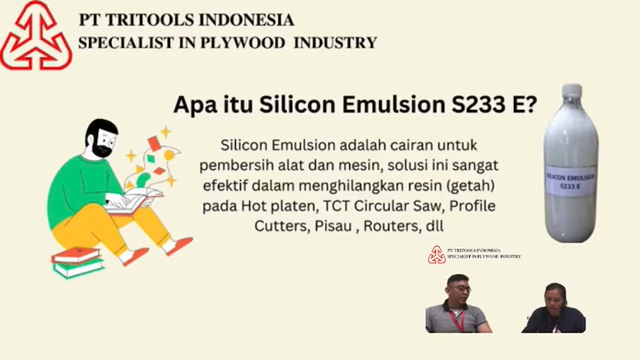 PT TRITOOLS INDONESIA
SPECIALIST IN PLYWOOD INDUSTRY
Apa itu Silicon Emulsion S233 E?
Silicon Emulsion adalah cairan untuk
pembersih alat dan mesin, solusi ini sangat
efektif dalam menghilangkan resin (getah)
pada Hot platen, TCT Circular Saw, Profile
Cutters, Pisau , Routers, dll
SILICON EMULSION
S233 E
PT TRITOOLS INDONESIA
SPECIALIST IN PLYWOOD INDUSTRY